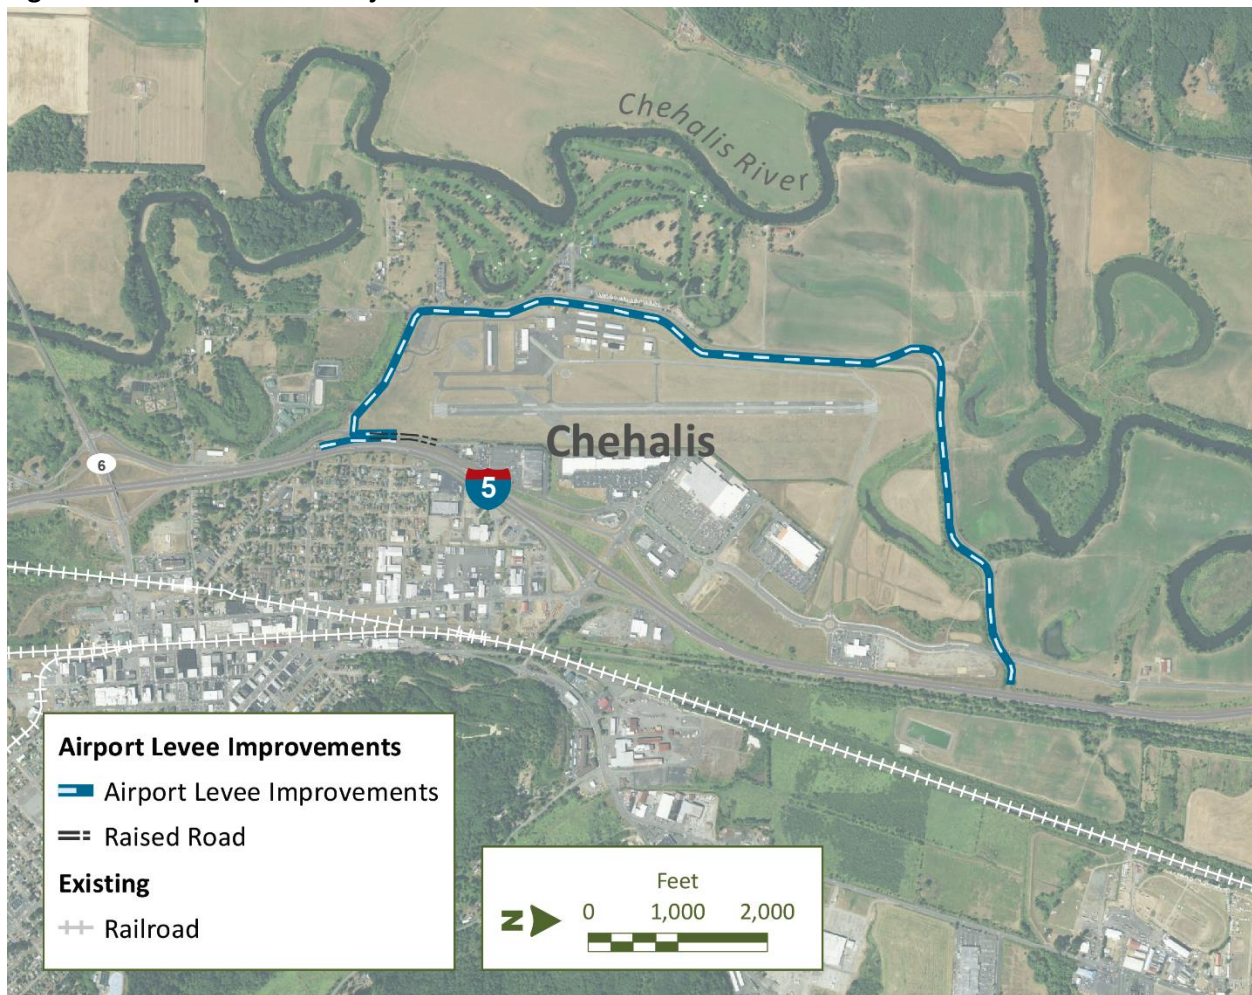 Chehalis River
Chehalis
6
5
Airport Levee Improvements
Airport Levee Improvements
Raised Road
Existing
Railroad
N
Feet
0 1,000 2,000